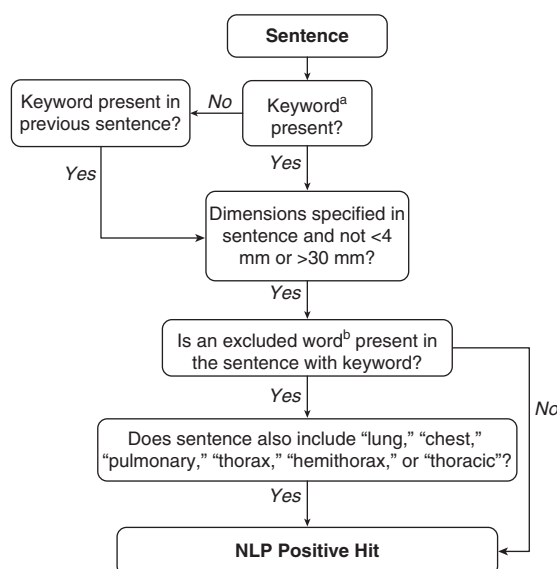 Sentence
Keyword present in
previous sentence?
No
Keywordᵃ
present?
Yes
Yes
Dimensions specified in
sentence and not <4
mm or >30 mm?
Yes
Is an excluded wordᵇ present in
the sentence with keyword?
Yes
No
Does sentence also include “lung,” “chest,”
“pulmonary,” “thorax,” “hemithorax,” or “thoracic”?
Yes
NLP Positive Hit